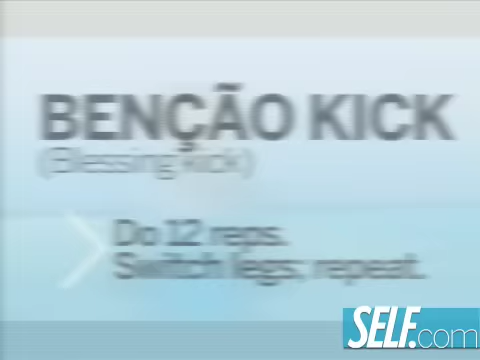 BENÇÃO KICK
(Blessing kick)
Do 12 reps.
Switch legs; repeat.
SELF.com